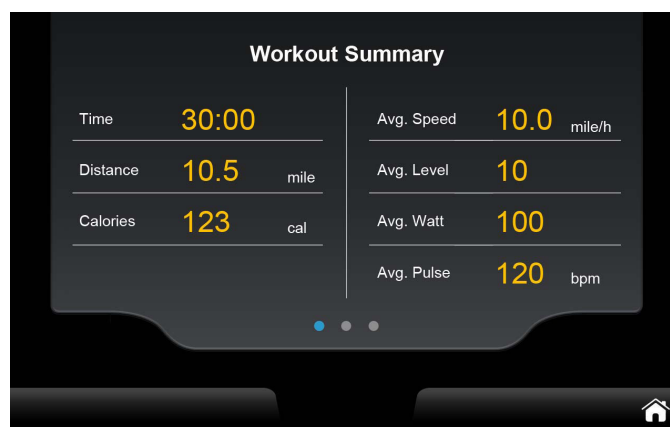 Workout Summary
Time 30:00
Distance 10.5 mile
Calories 123 cal
Avg. Speed 10.0 mile/h
Avg. Level 10
Avg. Watt 100
Avg. Pulse 120 bpm